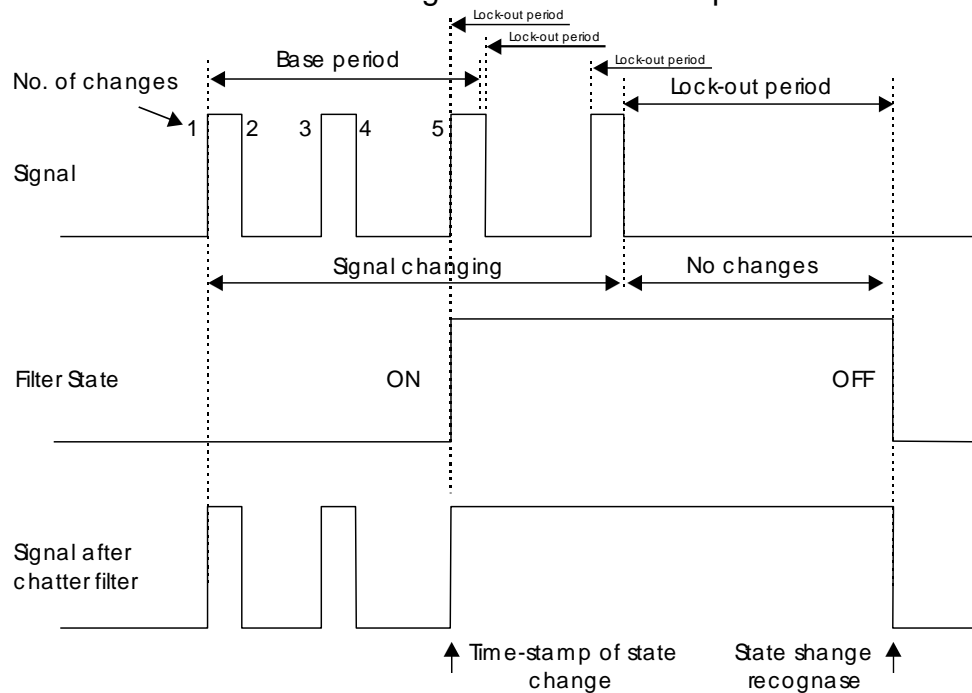 Lock-out period
Lock-out period
Base period
Lock-out period
No. of changes
Lock-out period
1 2 3 4 5
Signal
Signal changing
No changes
Filter State
ON
OFF
Signal after
chatter filter
Time-stamp of state
change
State shange
recognase